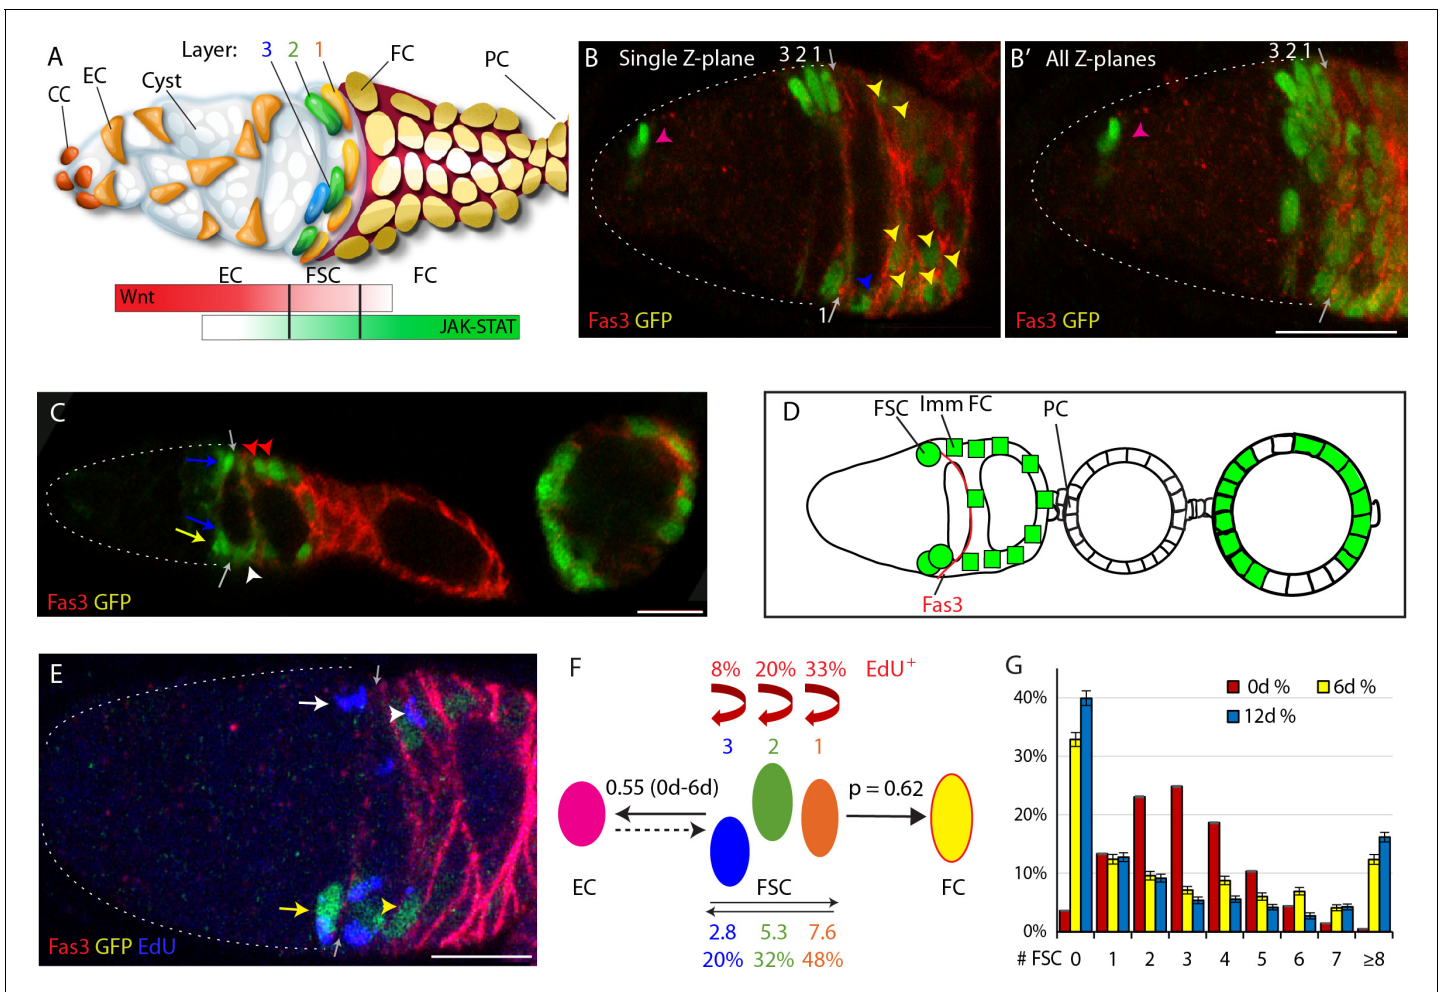 A
Layer: 3 2 1
FC
PC
EC
Cyst
CC
EC FSC FC
Wnt
JAK-STAT
B Single Z-plane
3 2 1
1
Fas3 GFP
B′ All Z-planes
3 2 1
Fas3 GFP
C
Fas3 GFP
D
FSC Imm FC PC
Fas3
E
Fas3 GFP EdU
F
8% 20% 33% EdU+
3 2 1
0.55 (0d-6d)
p = 0.62
EC FSC FC
2.8 5.3 7.6
20% 32% 48%
G
0d % 6d %
12d %
40%
30%
20%
10%
0%
# FSC 0 1 2 3 4 5 6 7 ≥8